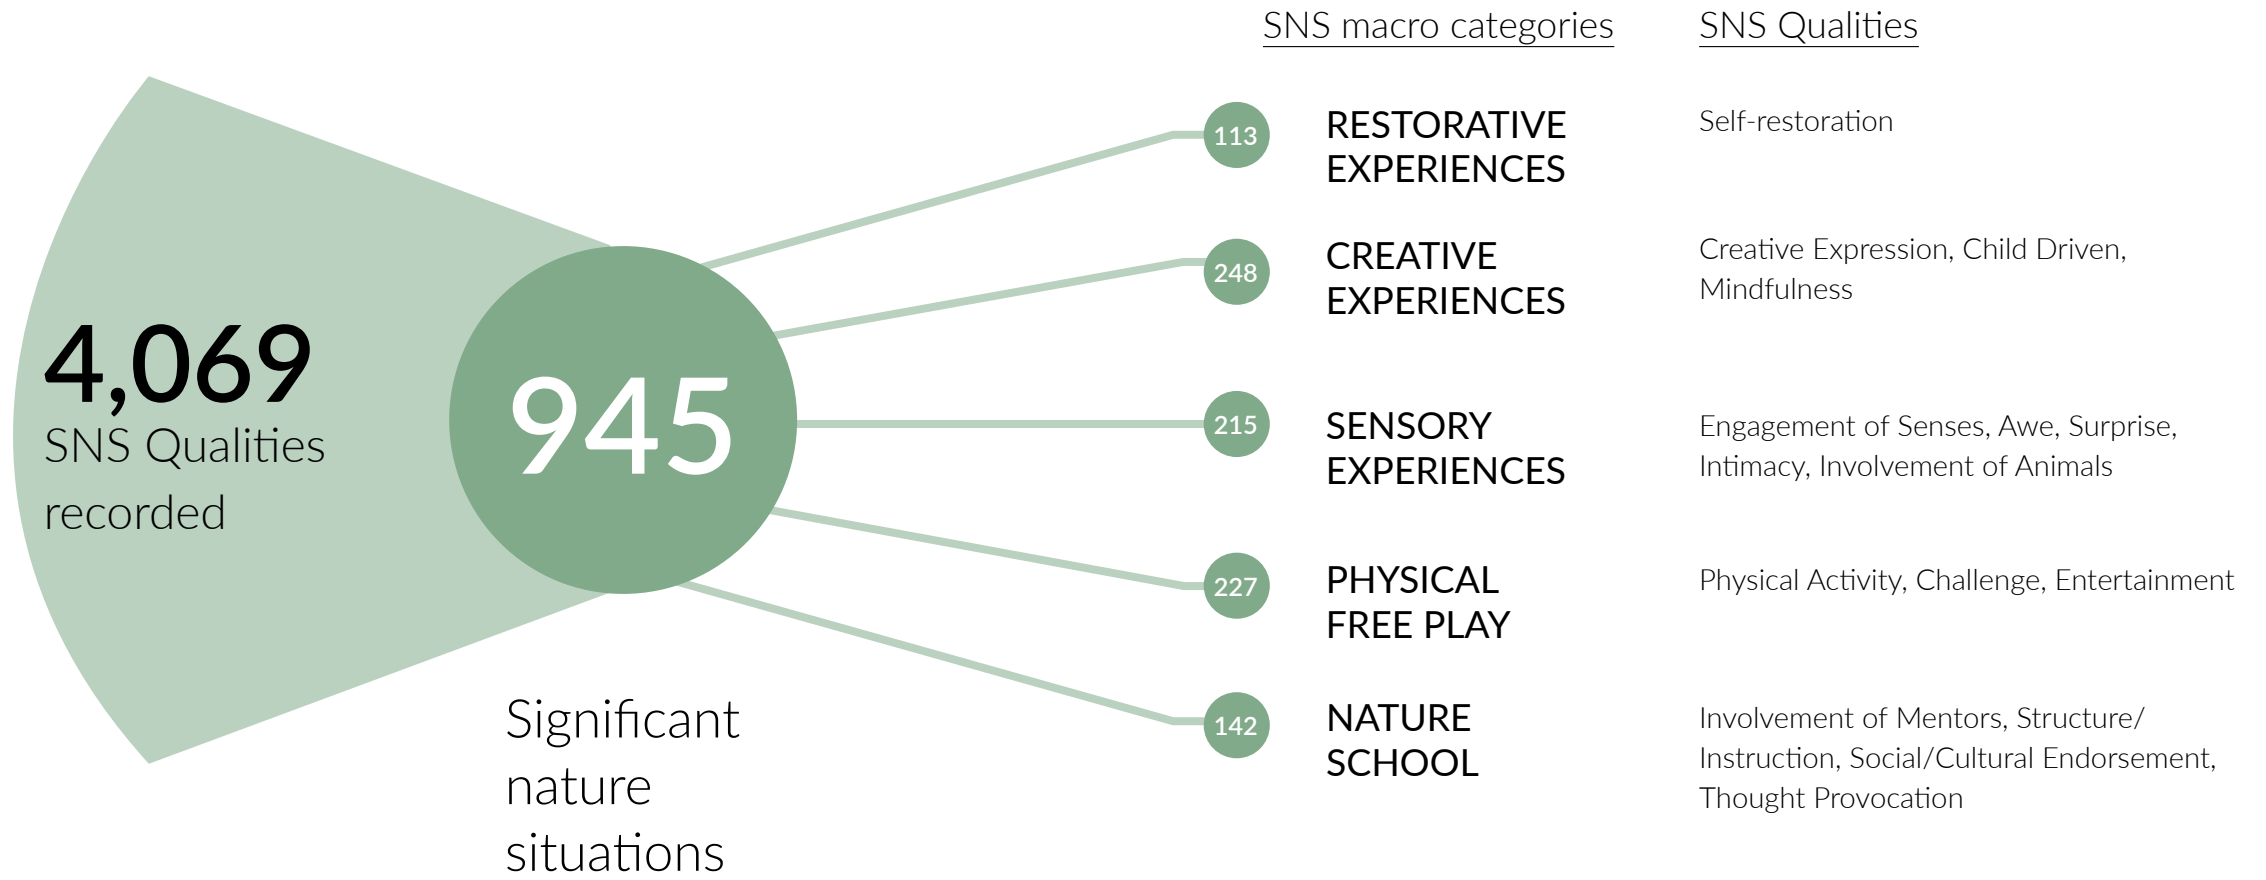 SNS macro categories
SNS Qualities
4,069
SNS Qualities
recorded
945
Significant
nature
situations
113
RESTORATIVE
EXPERIENCES
Self-restoration
248
CREATIVE
EXPERIENCES
Creative Expression, Child Driven,
Mindfulness
215
SENSORY
EXPERIENCES
Engagement of Senses, Awe, Surprise,
Intimacy, Involvement of Animals
227
PHYSICAL
FREE PLAY
Physical Activity, Challenge, Entertainment
142
NATURE
SCHOOL
Involvement of Mentors, Structure/
Instruction, Social/Cultural Endorsement,
Thought Provocation